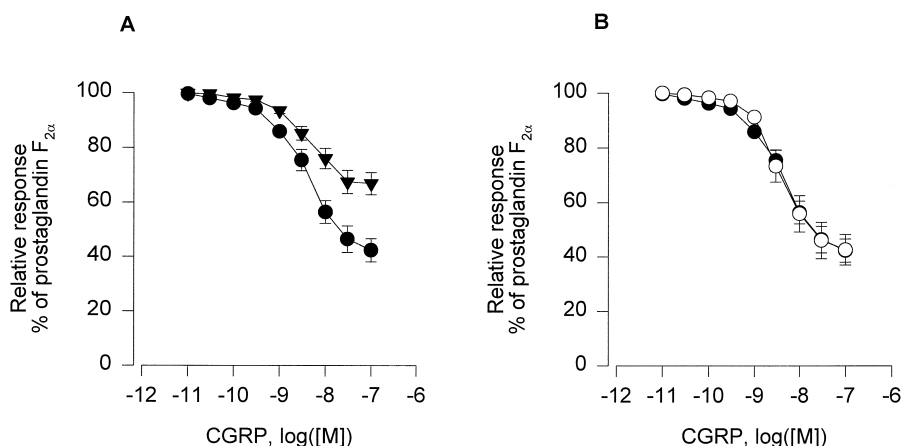 A
Relative response
% of prostaglandin F2α
100
80
60
40
20
0
-12 -11 -10 -9 -8 -7 -6
CGRP, log([M])
B
Relative response
% of prostaglandin F2α
100
80
60
40
20
0
-12 -11 -10 -9 -8 -7 -6
CGRP, log([M])